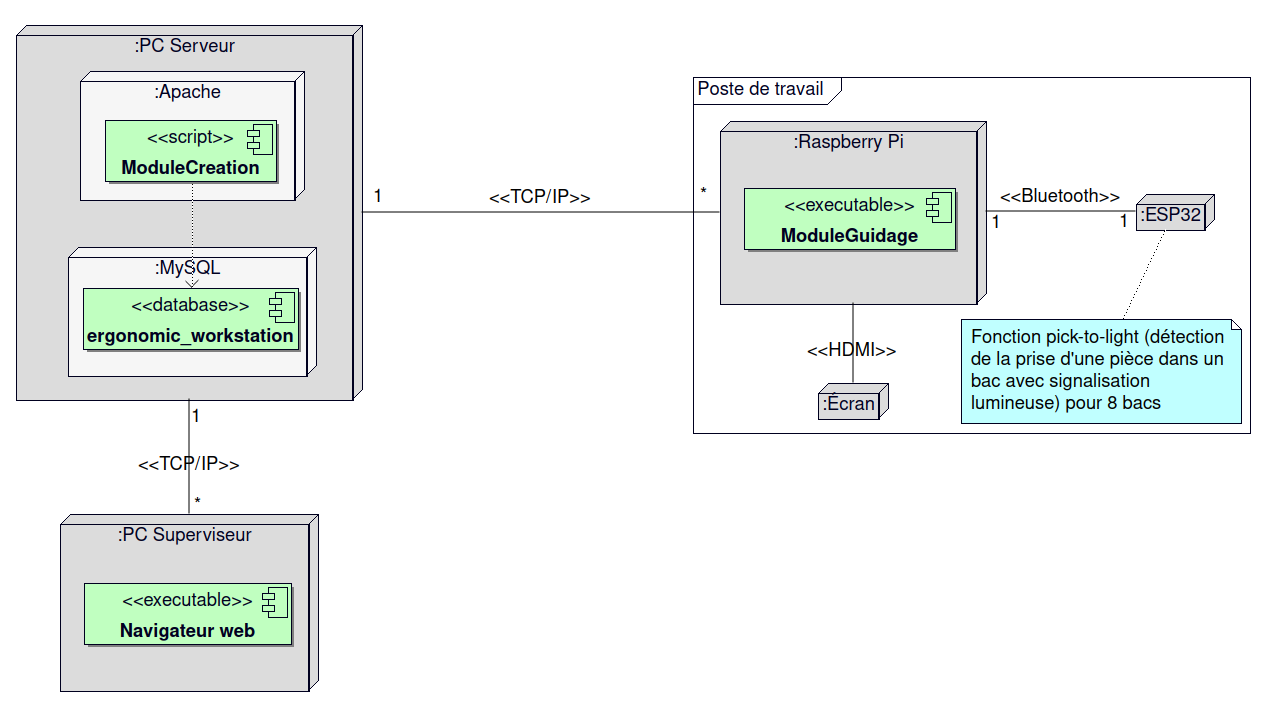 :PC Serveur
:Apache
<<script>>
ModuleCreation
:MySQL
<<database>>
ergonomic_workstation
1
<<TCP/IP>>
*
Poste de travail
:Raspberry Pi
<<executable>>
ModuleGuidage
<<Bluetooth>>
1
1
:ESP32
<<HDMI>>
:Écran
Fonction pick-to-light (détection
de la prise d'une pièce dans un
bac avec signalisation
lumineuse) pour 8 bacs
1
<<TCP/IP>>
*
:PC Superviseur
<<executable>>
Navigateur web